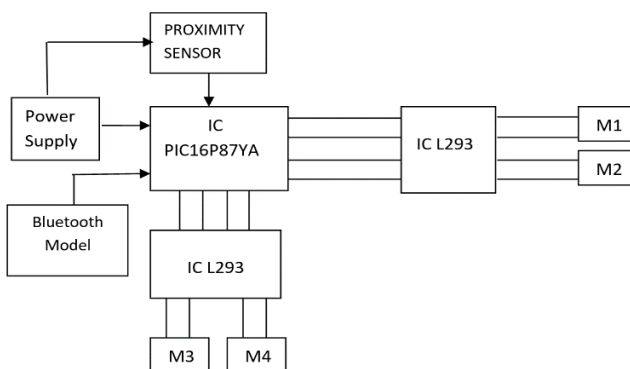 PROXIMITY
SENSOR
Power
Supply
IC
PIC16P87YA
IC L293
M1
M2
Bluetooth
Model
IC L293
M3
M4